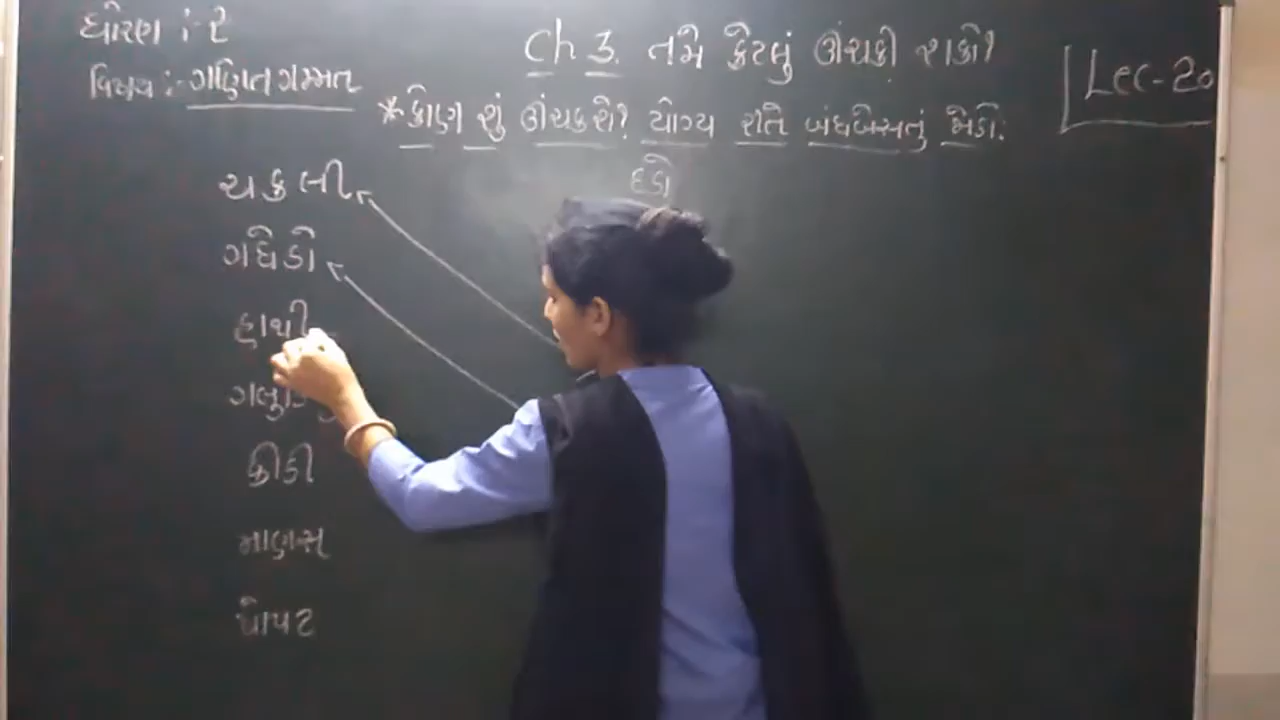 ધોરણ :- ૨
Ch 3. તમે કેટલું ઊંચકી શકો?
Lec-20
વિષય :- ગણિત ગમ્મત
* કોણ શું ઊંચકશે? યોગ્ય રીતે બંધબેસતું જોડો.
ચકલી
દડો
ગધેડો
હાથી
કીડી
માણસ
પોપટ